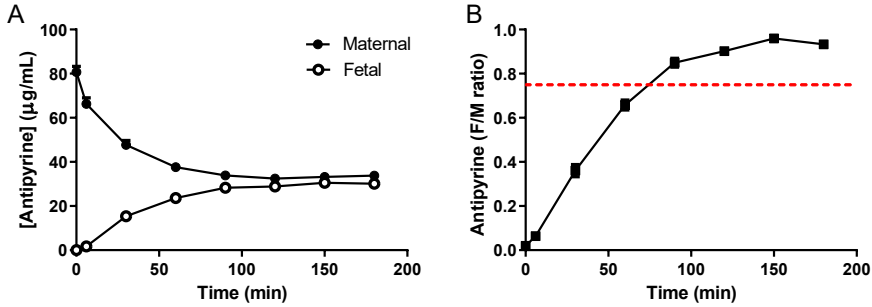 A
[Antipyrine] (μg/mL)
100
80
60
40
20
0
0
50
100
150
200
Time (min)
Maternal
Fetal
B
Antipyrine (F/M ratio)
1.0
0.8
0.6
0.4
0.2
0.0
0
50
100
150
200
Time (min)